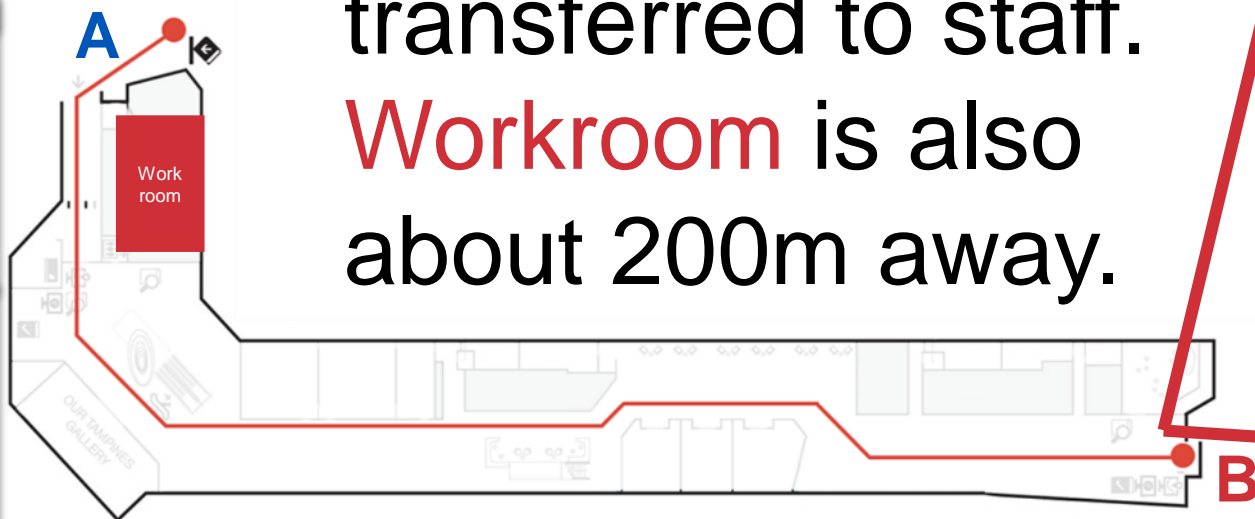 transferred to staff.
A
Workroom is also
Work
room
about 200m away.
OUR TAMPINES
GALLERY
B